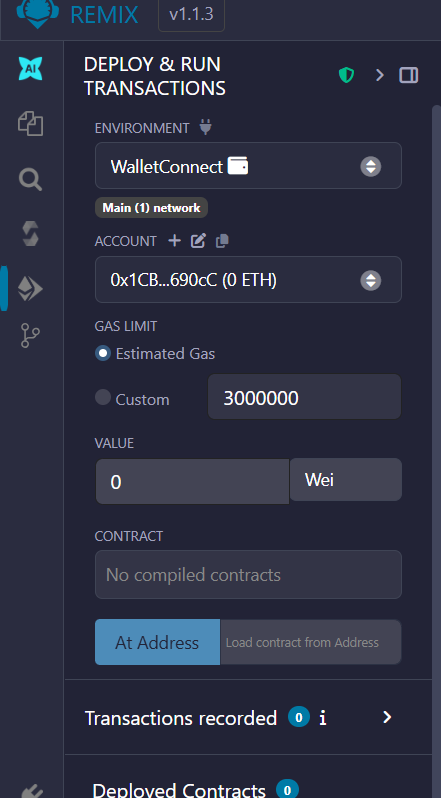 REMIX v1.1.3
AI
DEPLOY & RUN
TRANSACTIONS
ENVIRONMENT
WalletConnect
Main (1) network
ACCOUNT
0x1CB...690cC (0 ETH)
GAS LIMIT
Estimated Gas
Custom 3000000
VALUE
0 Wei
CONTRACT
No compiled contracts
At Address Load contract from Address
Transactions recorded 0 i
Deployed Contracts 0